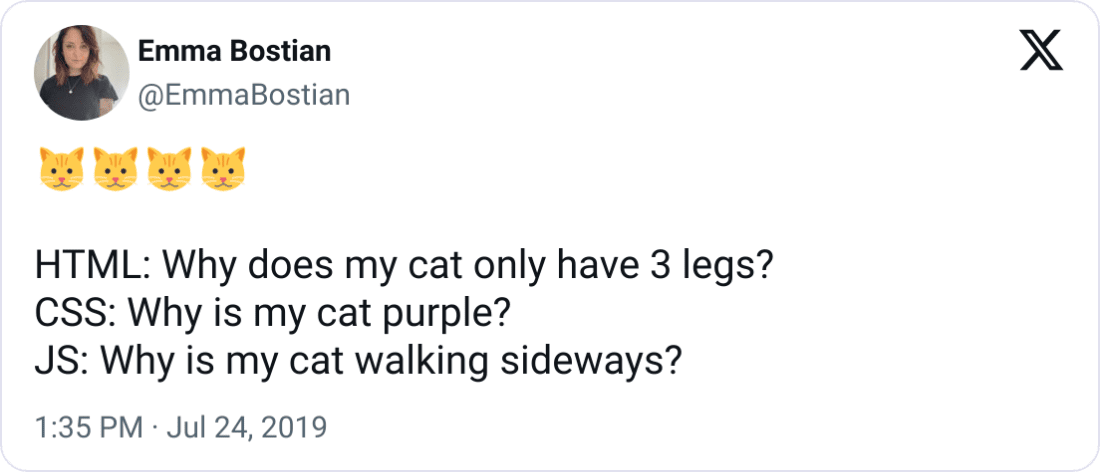 Emma Bostian
@EmmaBostian
🐱🐱🐱🐱
HTML: Why does my cat only have 3 legs?
CSS: Why is my cat purple?
JS: Why is my cat walking sideways?
1:35 PM · Jul 24, 2019